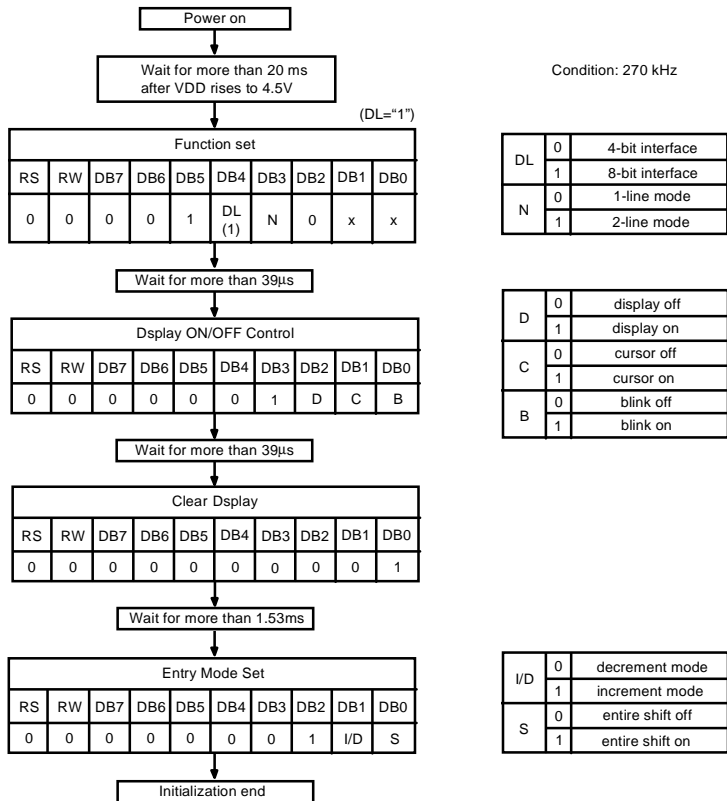 Power on
Wait for more than 20 ms
after VDD rises to 4.5V
Condition: 270 kHz
(DL=“1”)
Function set
RS RW DB7 DB6 DB5 DB4 DB3 DB2 DB1 DB0
0 0 0 0 1 DL (1) N 0 x x
DL 0 4-bit interface
1 8-bit interface
N 0 1-line mode
1 2-line mode
Wait for more than 39μs
Dsplay ON/OFF Control
RS RW DB7 DB6 DB5 DB4 DB3 DB2 DB1 DB0
0 0 0 0 0 0 1 D C B
D 0 display off
1 display on
C 0 cursor off
1 cursor on
B 0 blink off
1 blink on
Wait for more than 39μs
Clear Dsplay
RS RW DB7 DB6 DB5 DB4 DB3 DB2 DB1 DB0
0 0 0 0 0 0 0 0 0 1
Wait for more than 1.53ms
Entry Mode Set
RS RW DB7 DB6 DB5 DB4 DB3 DB2 DB1 DB0
0 0 0 0 0 0 0 1 I/D S
I/D 0 decrement mode
1 increment mode
S 0 entire shift off
1 entire shift on
Initialization end